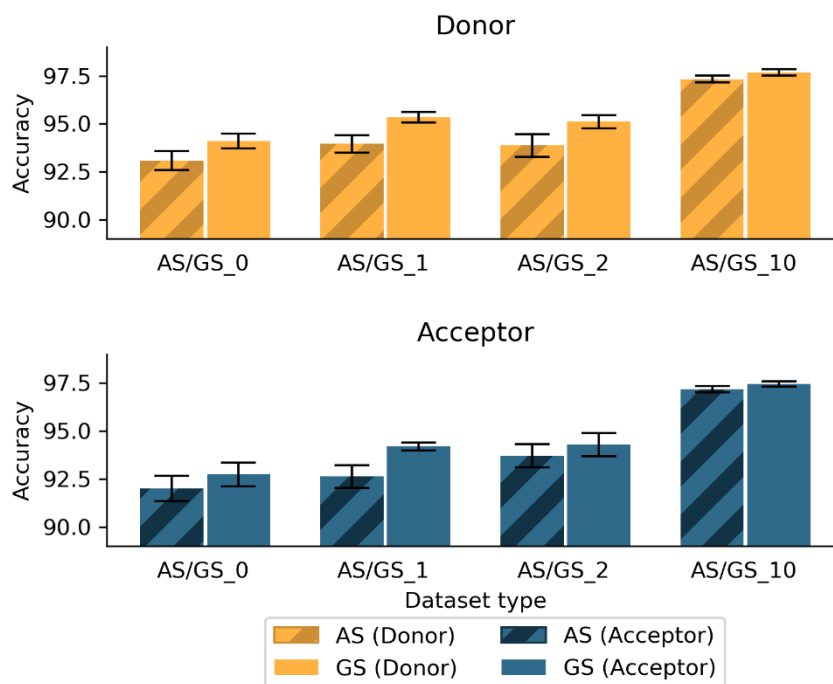 Donor
Accuracy
97.5
95.0
92.5
90.0
AS/GS_0 AS/GS_1 AS/GS_2 AS/GS_10
Acceptor
Accuracy
97.5
95.0
92.5
90.0
AS/GS_0 AS/GS_1 AS/GS_2 AS/GS_10
Dataset type
AS (Donor) AS (Acceptor)
GS (Donor) GS (Acceptor)